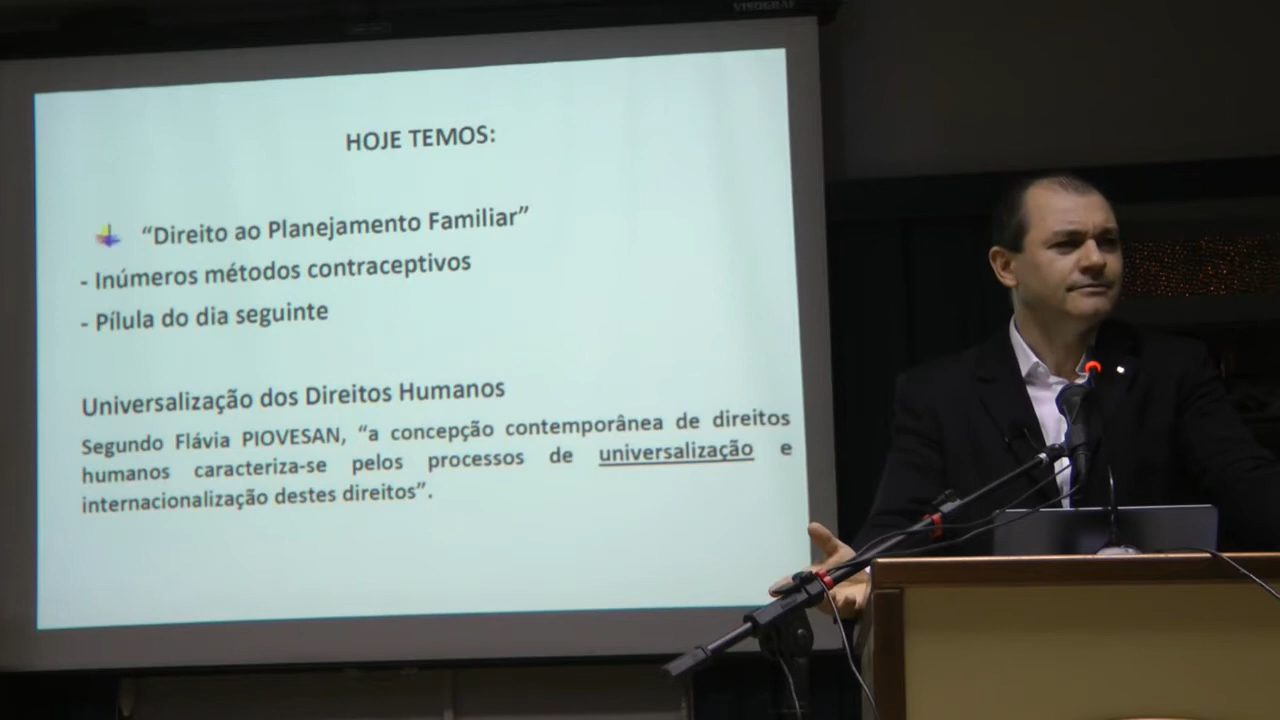 VISOGRAF
HOJE TEMOS:
“Direito ao Planejamento Familiar”
- Inúmeros métodos contraceptivos
- Pílula do dia seguinte
Universalização dos Direitos Humanos
Segundo Flávia PIOVESAN, “a concepção contemporânea de direitos
humanos caracteriza-se pelos processos de universalização e
internacionalização destes direitos”.